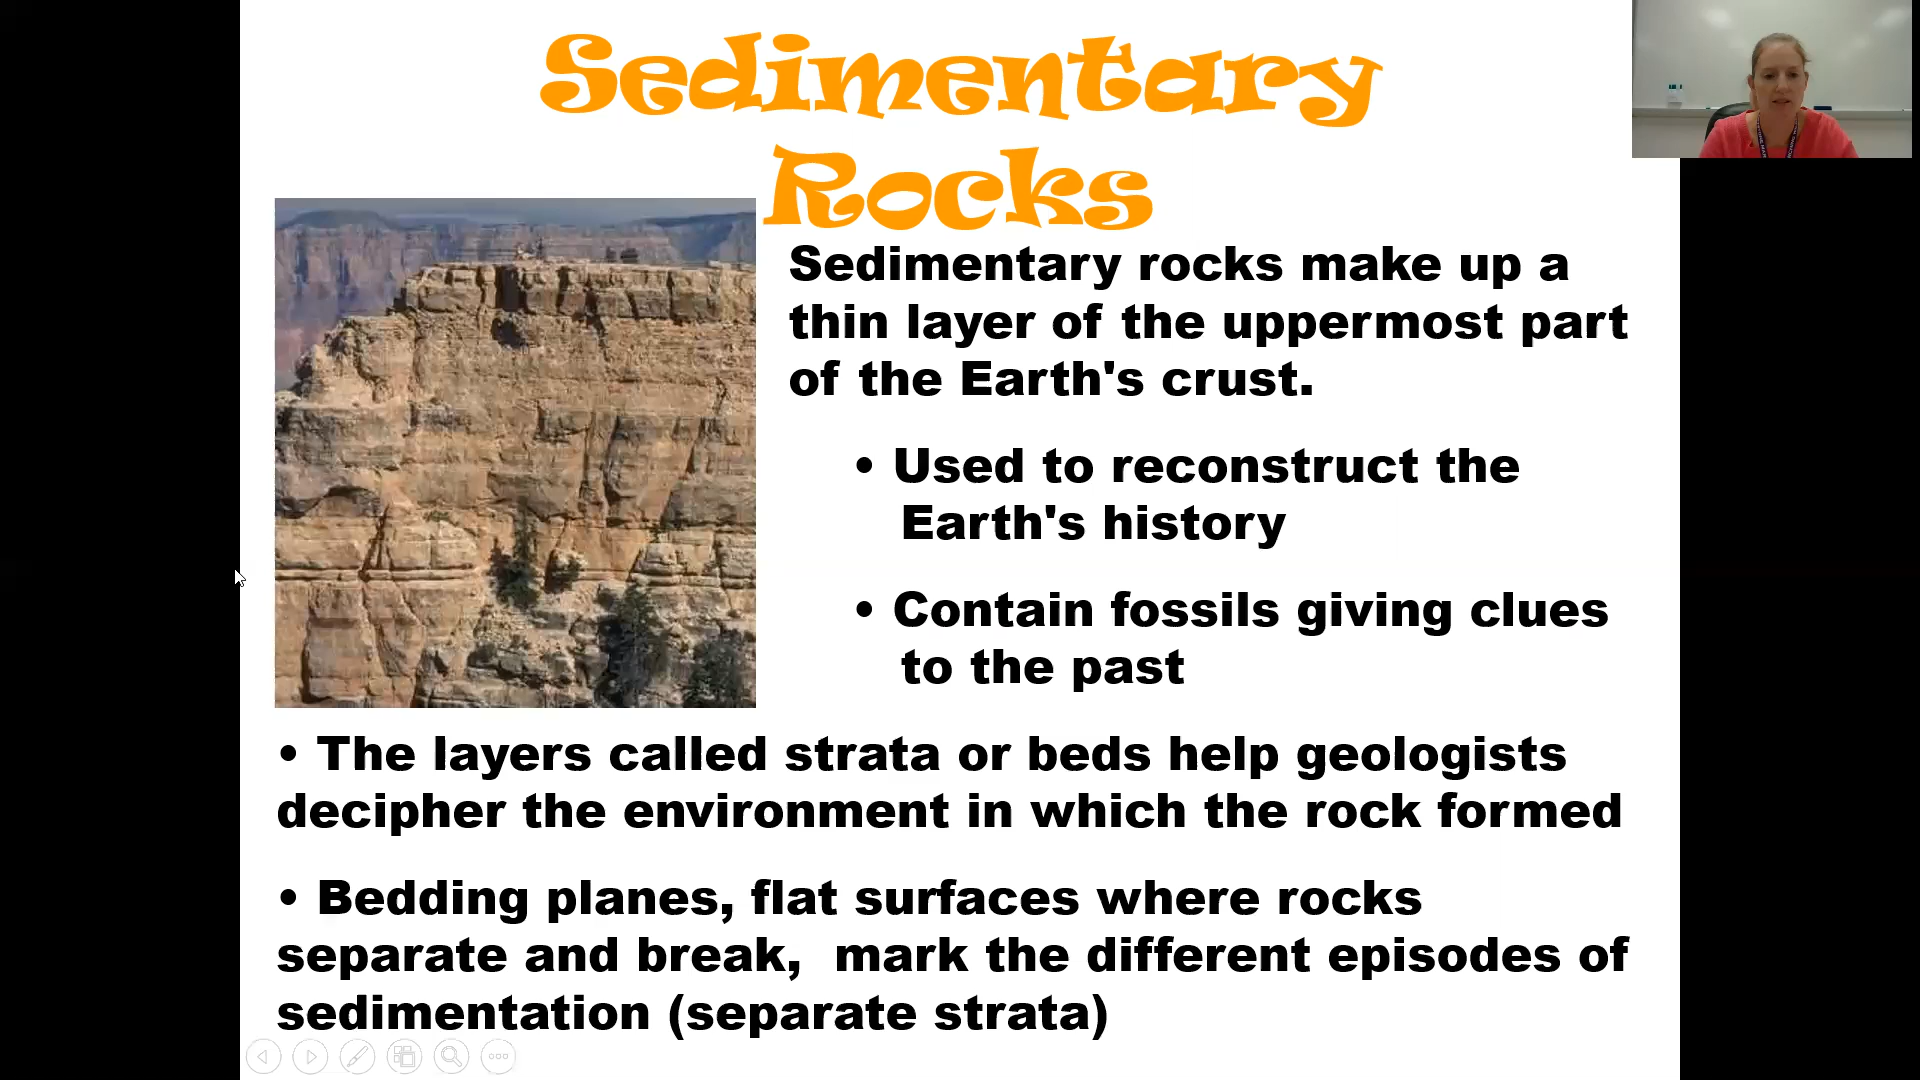 Sedimentary
Rocks
Sedimentary rocks make up a
thin layer of the uppermost part
of the Earth's crust.
• Used to reconstruct the
Earth's history
• Contain fossils giving clues
to the past
• The layers called strata or beds help geologists
decipher the environment in which the rock formed
• Bedding planes, flat surfaces where rocks
separate and break,  mark the different episodes of
sedimentation (separate strata)